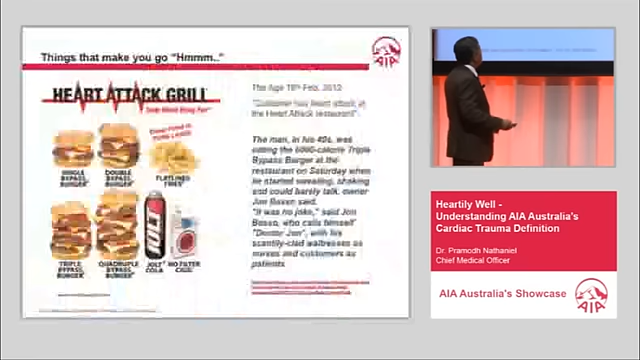 Things that make you go "Hmmm.."
AIA
HEART ATTACK GRILL
SINGLE
BYPASS
BURGER
DOUBLE
BYPASS
BURGER
FLATLINER
FRIES
TRIPLE
BYPASS
BURGER
QUADRUPLE
BYPASS
BURGER
JOLT
COLA
NO FILTER
CIGS
The Age 16th Feb, 2012
"Customer has heart attack at
the Heart Attack restaurant".
The man, in his 40s, was
eating the 6000-calorie Triple
Bypass Burger at the
restaurant on Saturday when
he started sweating, shaking
and could barely talk, owner
Jon Basso said.
"It was no joke," said Jon
Basso, who calls himself
"Doctor Jon", with his
scantily-clad waitresses as
nurses and customers as
patients.
Heartily Well -
Understanding AIA Australia's
Cardiac Trauma Definition
Dr. Pramodh Nathaniel
Chief Medical Officer
AIA Australia's Showcase
AIA